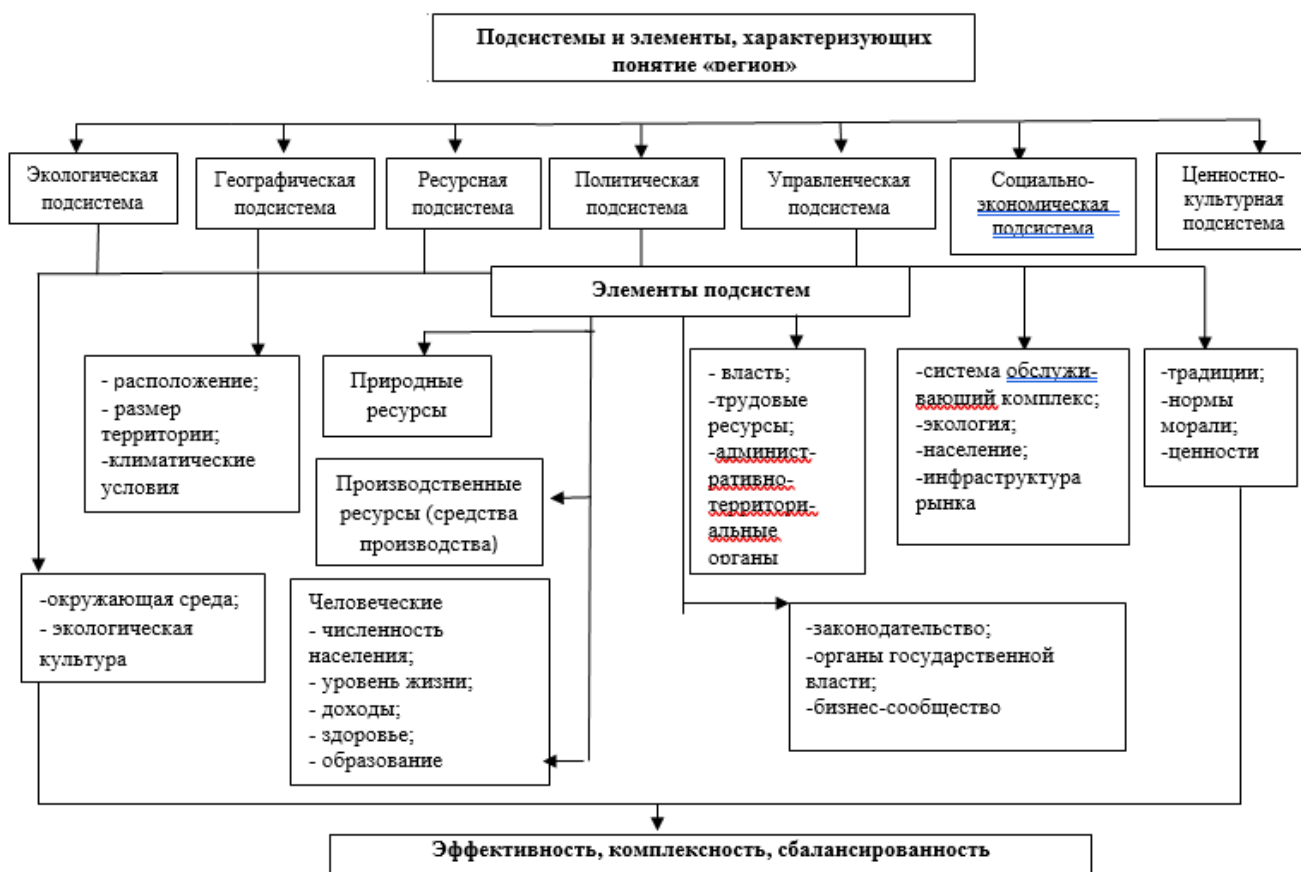 Подсистемы и элементы, характеризующих
понятие «регион»
Экологическая
подсистема
Географическая
подсистема
Ресурсная
подсистема
Политическая
подсистема
Управленческая
подсистема
Социально-
экономическая
подсистема
Ценностно-
культурная
подсистема
Элементы подсистем
- расположение;
- размер
территории;
-климатические
условия
Природные
ресурсы
- власть;
-трудовые
ресурсы;
-админист-
ративно-
территори-
альные
органы
-система обслужи-
вающий комплекс;
-экология;
-население;
-инфраструктура
рынка
-традиции;
-нормы
морали;
-ценности
Производственные
ресурсы (средства
производства)
-окружающая среда;
- экологическая
культура
Человеческие
- численность
населения;
- уровень жизни;
- доходы;
- здоровье;
- образование
-законодательство;
-органы государственной
власти;
-бизнес-сообщество
Эффективность, комплексность, сбалансированность